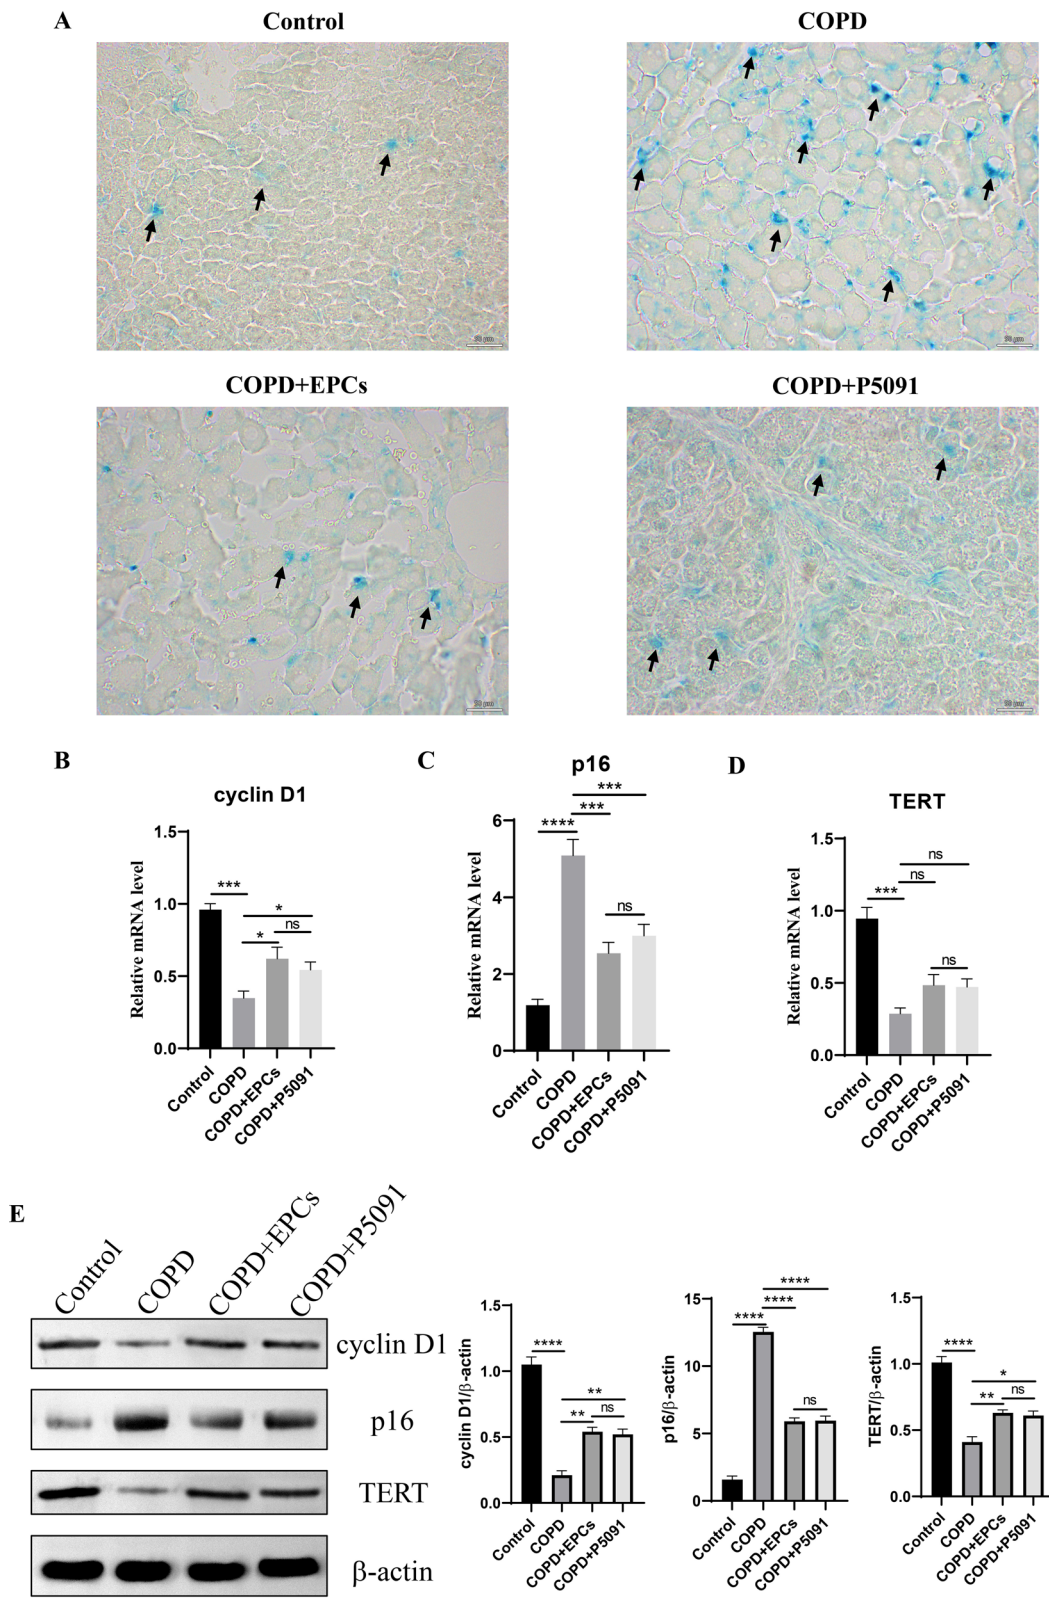 A
Control
COPD
COPD+EPCs
COPD+P5091
B
cyclin D1
Relative mRNA level
1.5
1.0
0.5
0.0
***
*
ns
*
Control
COPD
COPD+EPCs
COPD+P5091
C
p16
Relative mRNA level
6
4
2
0
***
***
****
ns
Control
COPD
COPD+EPCs
COPD+P5091
D
TERT
Relative mRNA level
1.5
1.0
0.5
0.0
ns
ns
***
ns
Control
COPD
COPD+EPCs
COPD+P5091
E
Control
COPD
COPD+EPCs
COPD+P5091
cyclin D1
p16
TERT
β-actin
cyclin D1/β-actin
1.5
1.0
0.5
0.0
****
**
**
ns
Control
COPD
COPD+EPCs
COPD+P5091
p16/β-actin
15
10
5
0
****
****
****
ns
Control
COPD
COPD+EPCs
COPD+P5091
TERT/β-actin
1.5
1.0
0.5
0.0
****
*
**
ns
Control
COPD
COPD+EPCs
COPD+P5091